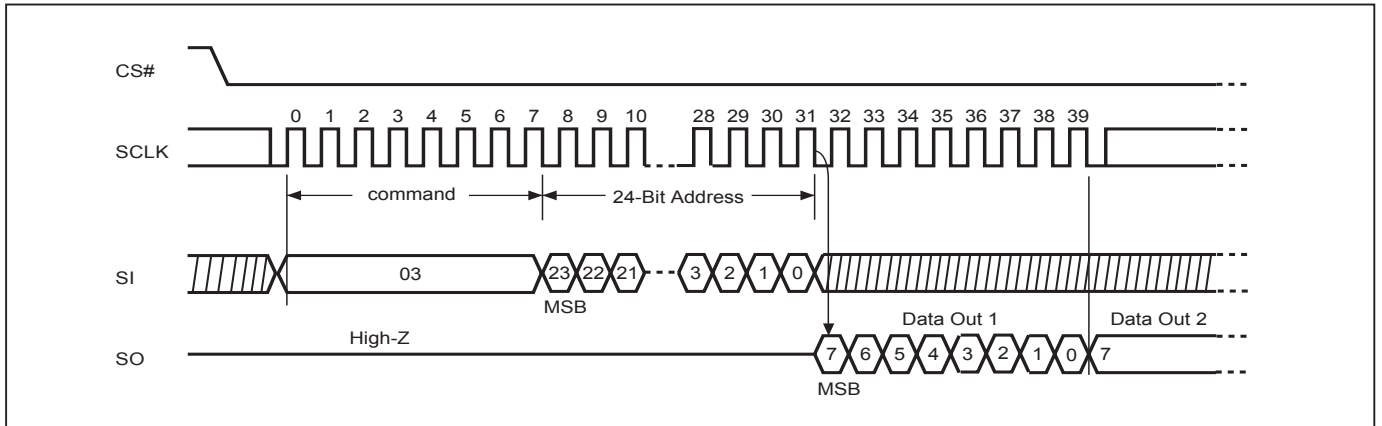 CS#
0 1 2 3 4 5 6 7 8 9 10 28 29 30 31 32 33 34 35 36 37 38 39
SCLK
command 24-Bit Address
SI 03 23 22 21 3 2 1 0
MSB Data Out 1 Data Out 2
High-Z
SO 7 6 5 4 3 2 1 0 7
MSB